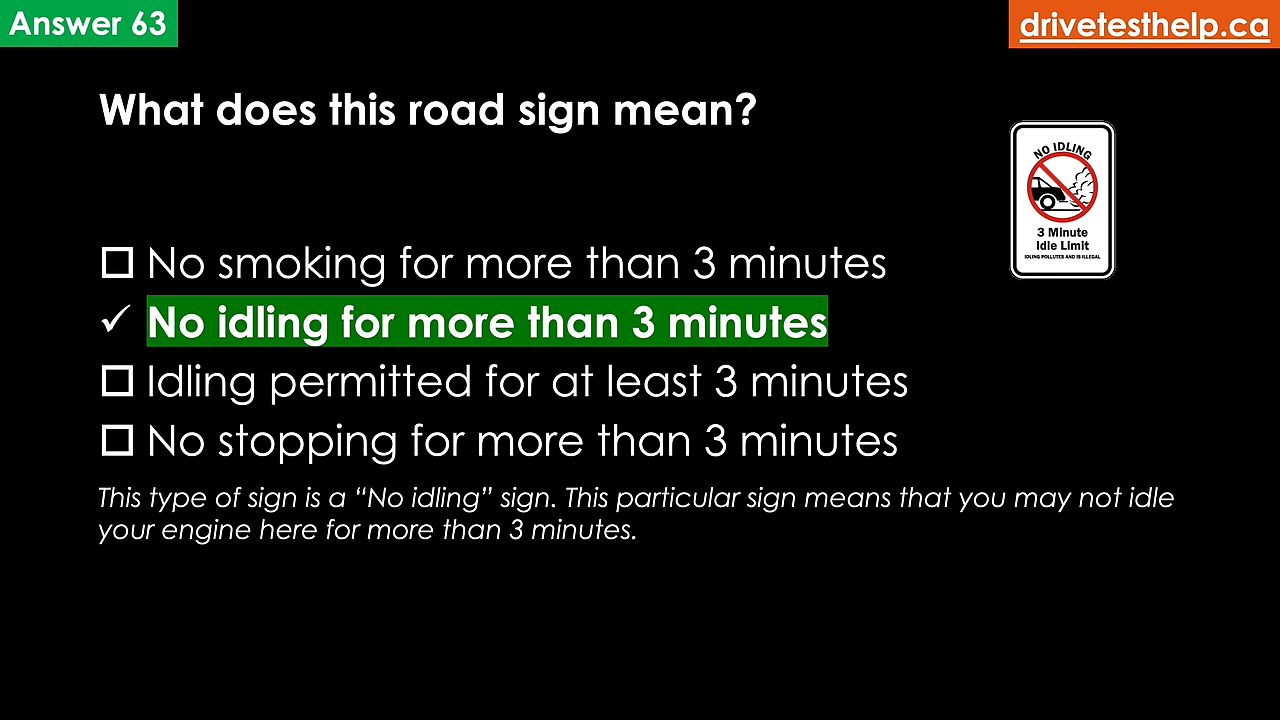 Answer 63
drivetesthelp.ca
What does this road sign mean?
NO IDLING
3 Minute
Idle Limit
IDLING POLLUTES AND IS ILLEGAL
No smoking for more than 3 minutes
No idling for more than 3 minutes
Idling permitted for at least 3 minutes
No stopping for more than 3 minutes
This type of sign is a “No idling” sign. This particular sign means that you may not idle
your engine here for more than 3 minutes.